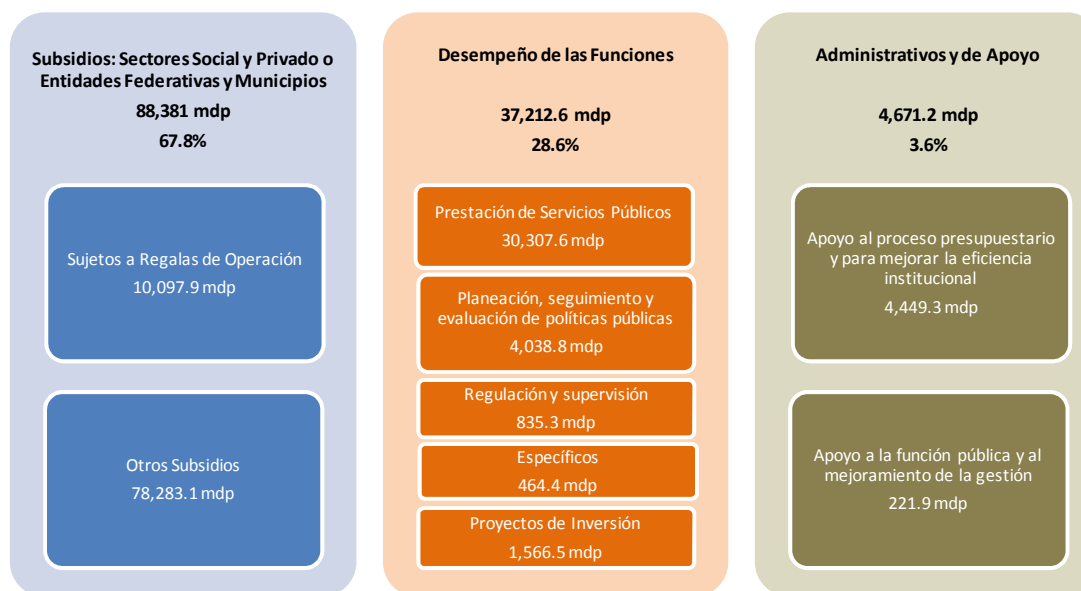 Subsidios: Sectores Social y Privado o
Entidades Federativas y Municipios
88,381 mdp
67.8%
Sujetos a Regalas de Operación
10,097.9 mdp
Otros Subsidios
78,283.1 mdp
Desempeño de las Funciones
37,212.6 mdp
28.6%
Prestación de Servicios Públicos
30,307.6 mdp
Planeación, seguimiento y
evaluación de políticas públicas
4,038.8 mdp
Regulación y supervisión
835.3 mdp
Específicos
464.4 mdp
Proyectos de Inversión
1,566.5 mdp
Administrativos y de Apoyo
4,671.2 mdp
3.6%
Apoyo al proceso presupuestario
y para mejorar la eficiencia
institucional
4,449.3 mdp
Apoyo a la función pública y al
mejoramiento de la gestión
221.9 mdp